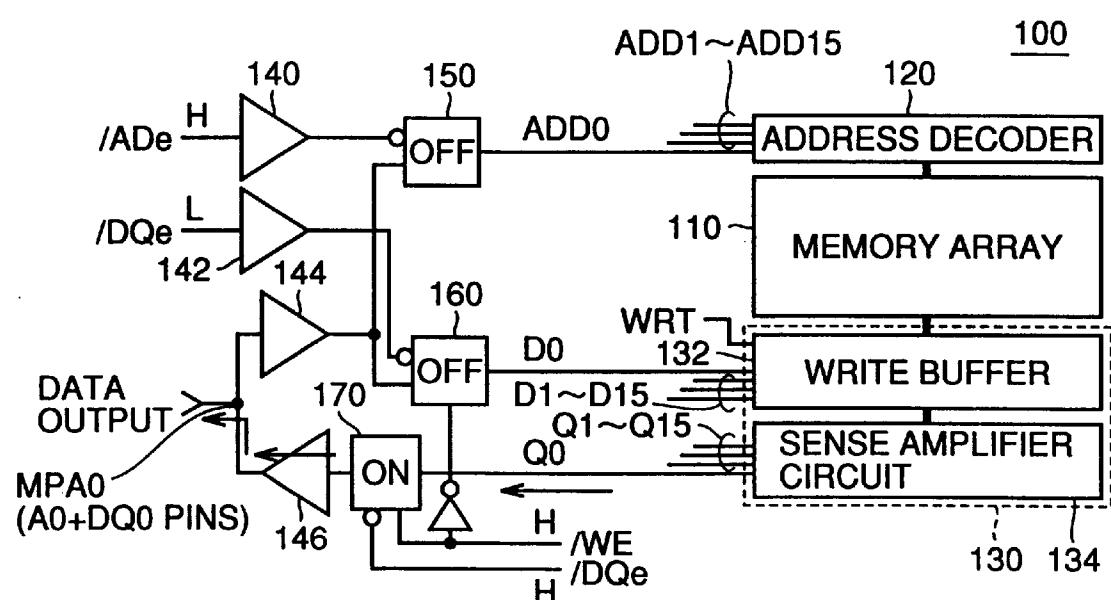 100
ADD1~ADD15
140
150
120
/ADe
H
OFF
ADD0
ADDRESS DECODER
/DQe
L
142
110
MEMORY ARRAY
144
160
WRT
132
OFF
D0
WRITE BUFFER
D1~D15
DATA
OUTPUT
170
Q1~Q15
ON
Q0
SENSE AMPLIFIER
CIRCUIT
MPA0
(A0+DQ0 PINS)
146
H
/WE
/DQe
H
130
134